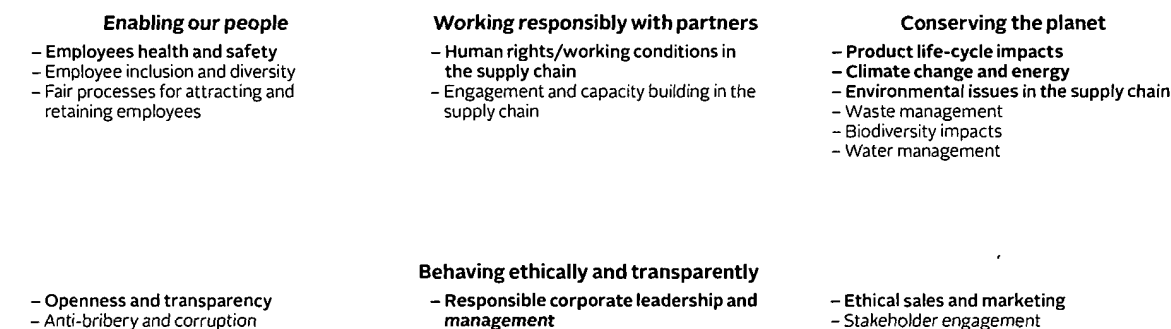 Enabling our people
– Employees health and safety
– Employee inclusion and diversity
– Fair processes for attracting and
retaining employees
Working responsibly with partners
– Human rights/working conditions in
the supply chain
– Engagement and capacity building in the
supply chain
Conserving the planet
– Product life-cycle impacts
– Climate change and energy
– Environmental issues in the supply chain
– Waste management
– Biodiversity impacts
– Water management
Behaving ethically and transparently
– Openness and transparency
– Anti-bribery and corruption
– Responsible corporate leadership and
management
– Ethical sales and marketing
– Stakeholder engagement